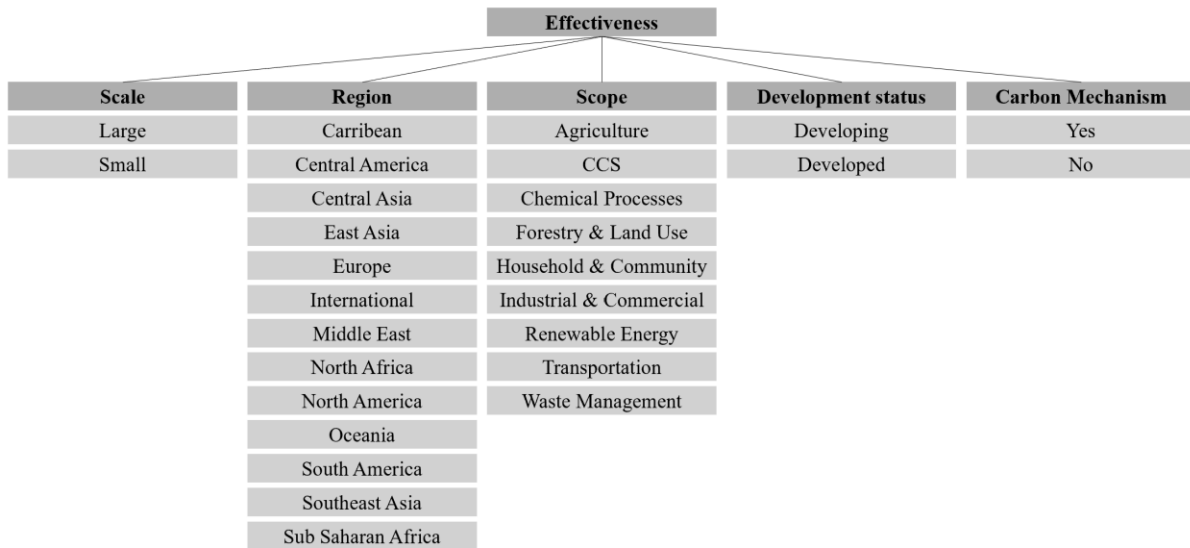 Effectiveness
Scale
Large
Small
Region
Carribean
Central America
Central Asia
East Asia
Europe
International
Middle East
North Africa
North America
Oceania
South America
Southeast Asia
Sub Saharan Africa
Scope
Agriculture
CCS
Chemical Processes
Forestry & Land Use
Household & Community
Industrial & Commercial
Renewable Energy
Transportation
Waste Management
Development status
Developing
Developed
Carbon Mechanism
Yes
No